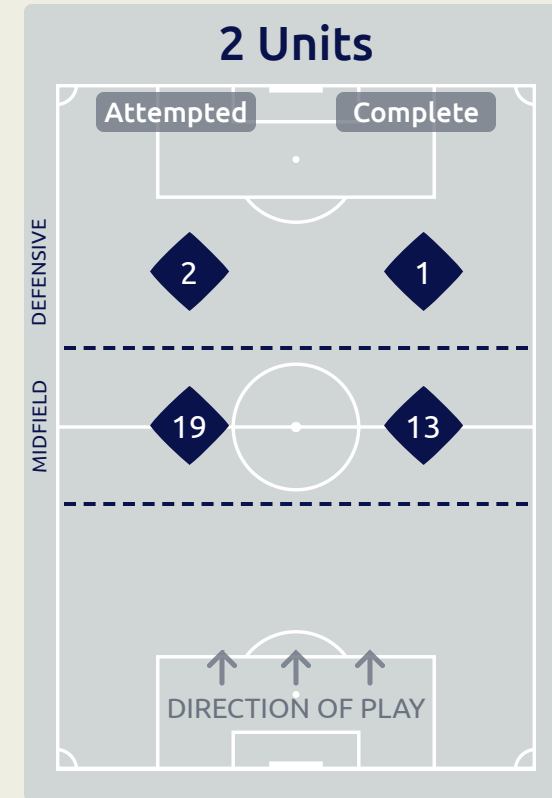 2 Units
Attempted Complete
DEFENSIVE
2 1
MIDFIELD
19 13
DIRECTION OF PLAY